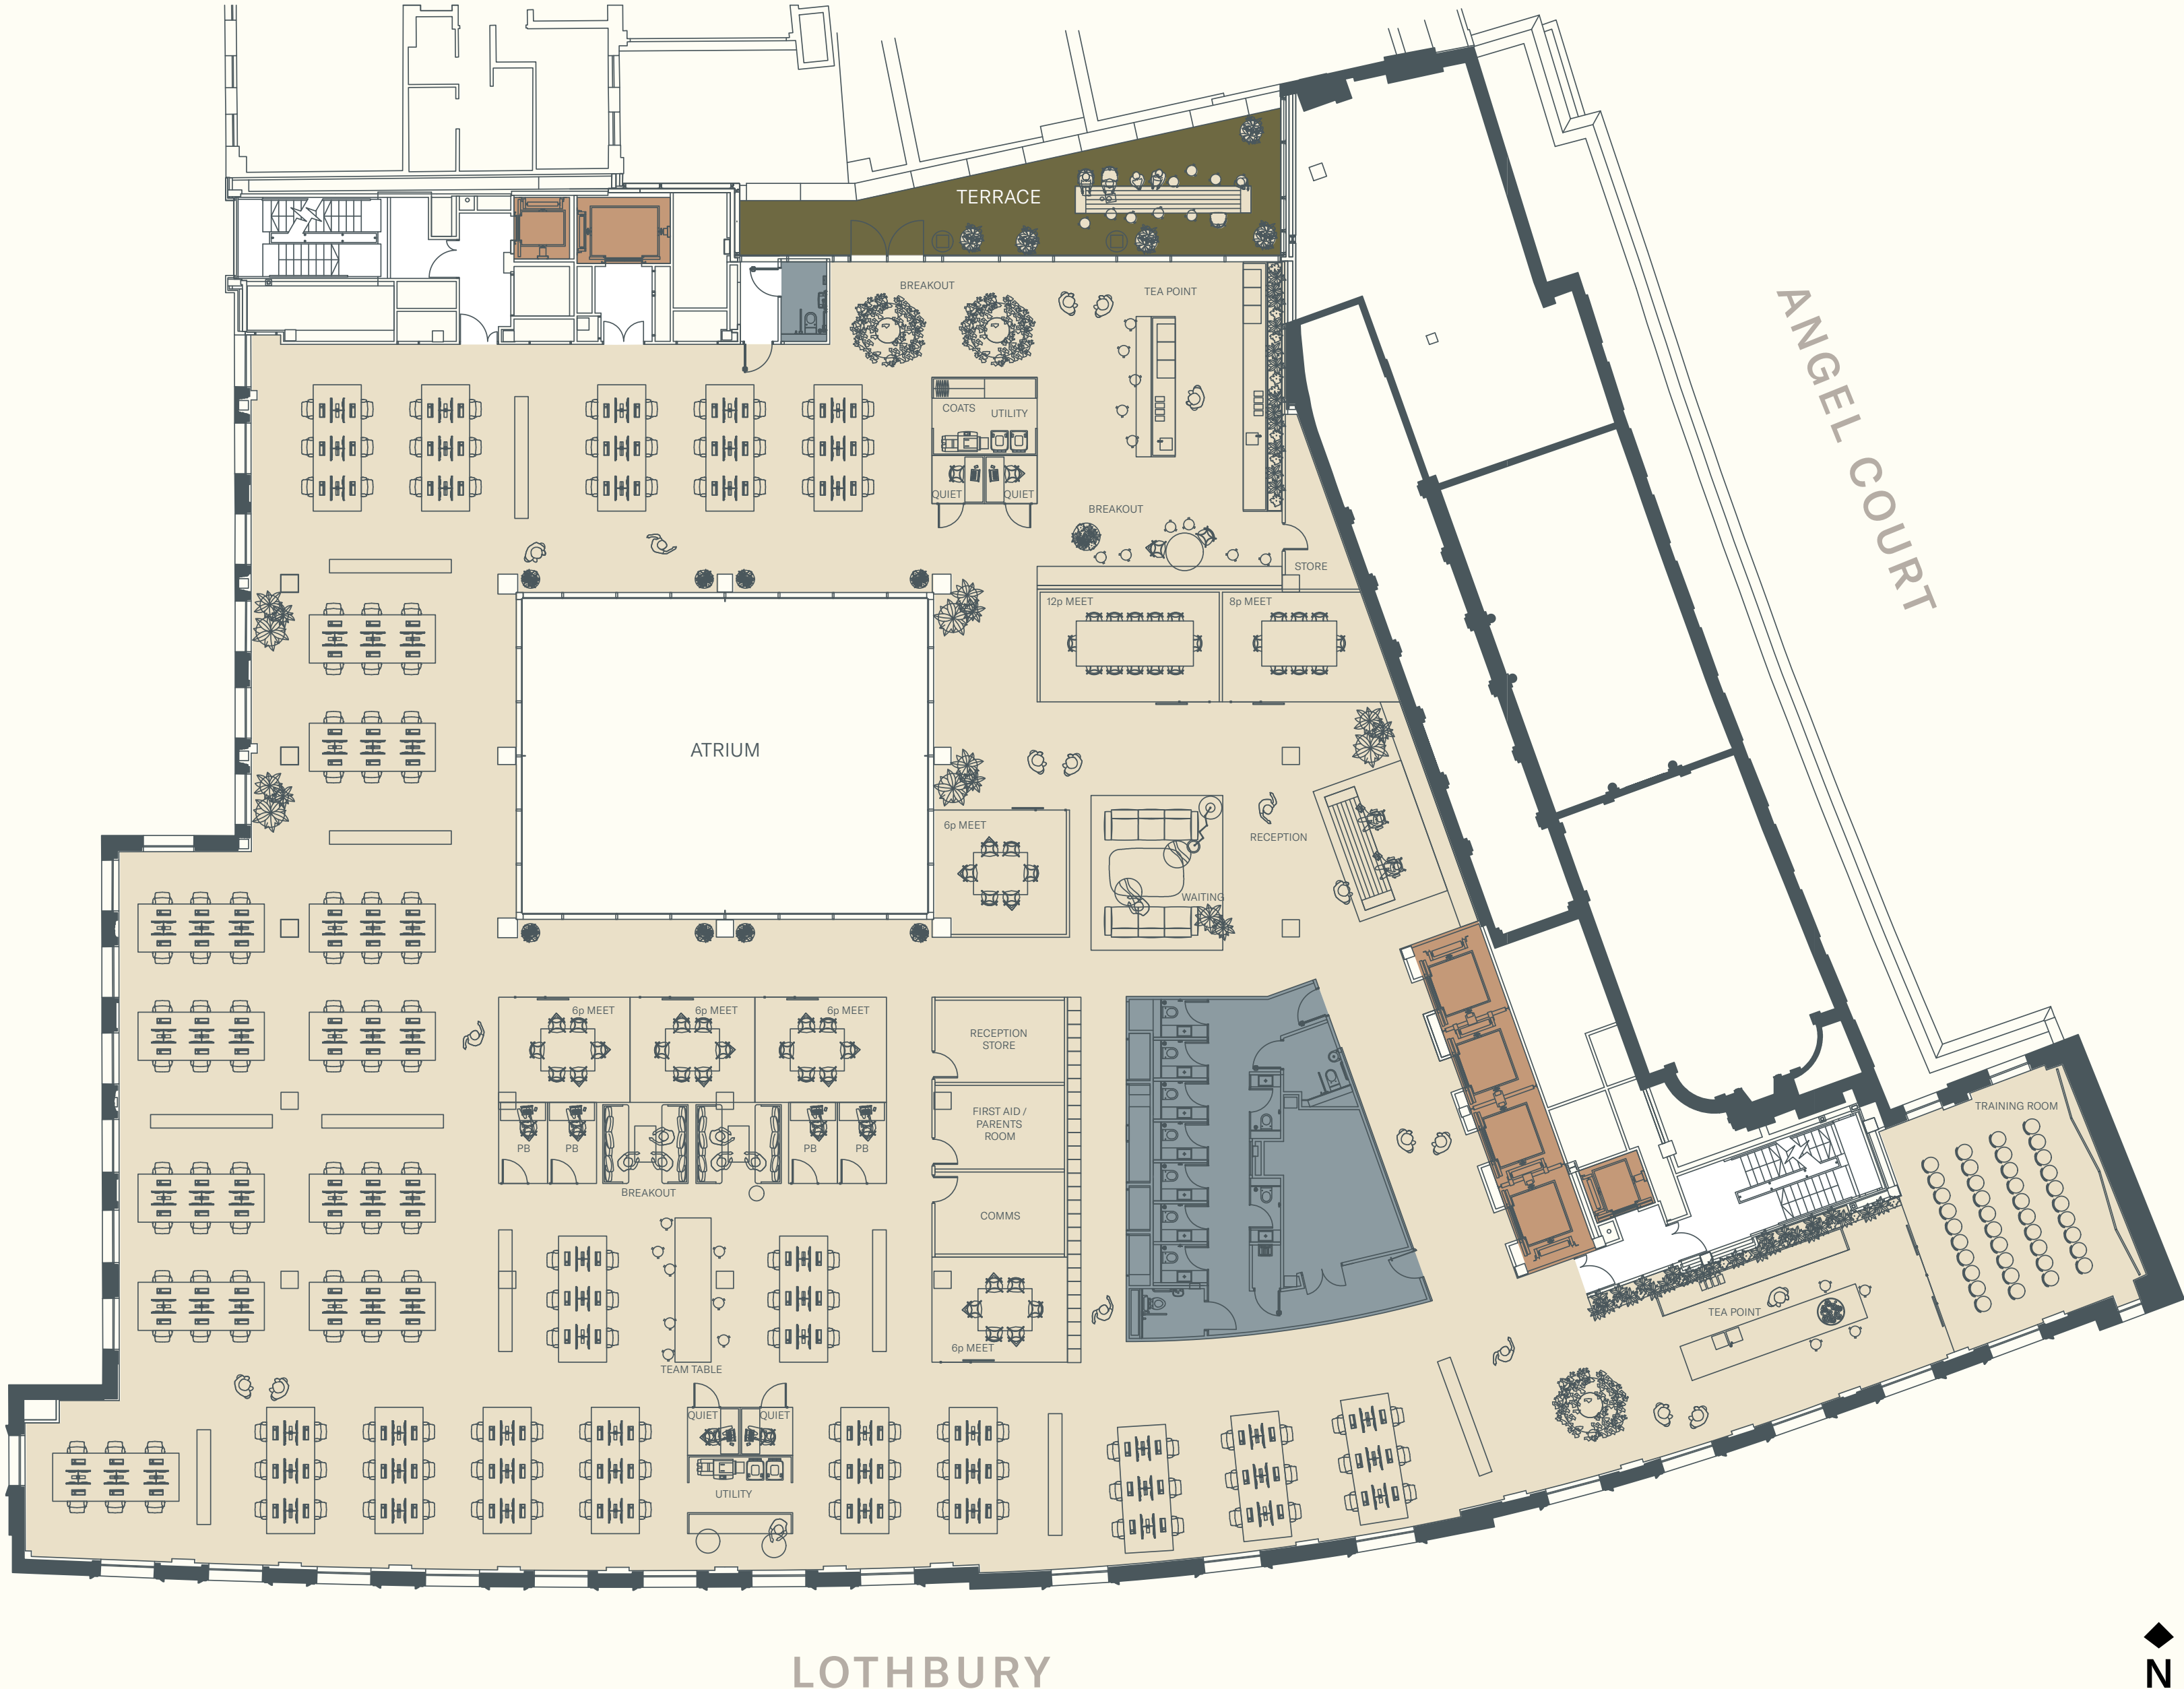 TERRACE
BREAKOUT
TEA POINT
COATS
UTILITY
QUIET
QUIET
BREAKOUT
STORE
12p MEET
8p MEET
ANGEL COURT
ATRIUM
6p MEET
RECEPTION
WAITING
6p MEET
6p MEET
6p MEET
RECEPTION
STORE
FIRST AID /
PARENTS
ROOM
PB
PB
PB
PB
BREAKOUT
COMMS
TRAINING ROOM
TEA POINT
6p MEET
TEAM TABLE
QUIET
QUIET
UTILITY
LOTHBURY
N